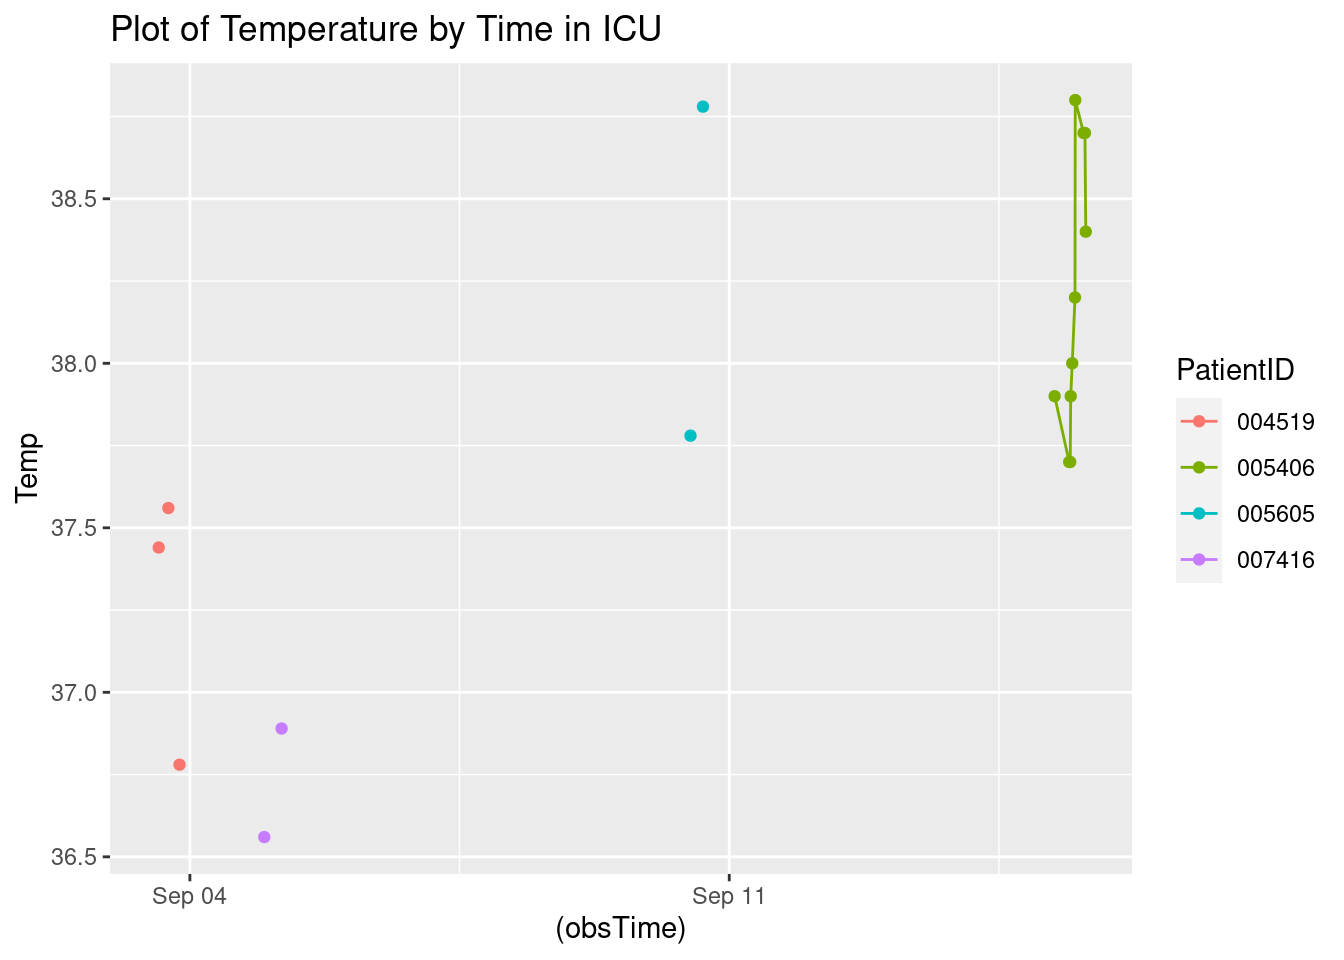 Plot of Temperature by Time in ICU
38.5
38.0
37.5
37.0
36.5
Temp
Sep 04
Sep 11
(obsTime)
PatientID
004519
005406
005605
007416